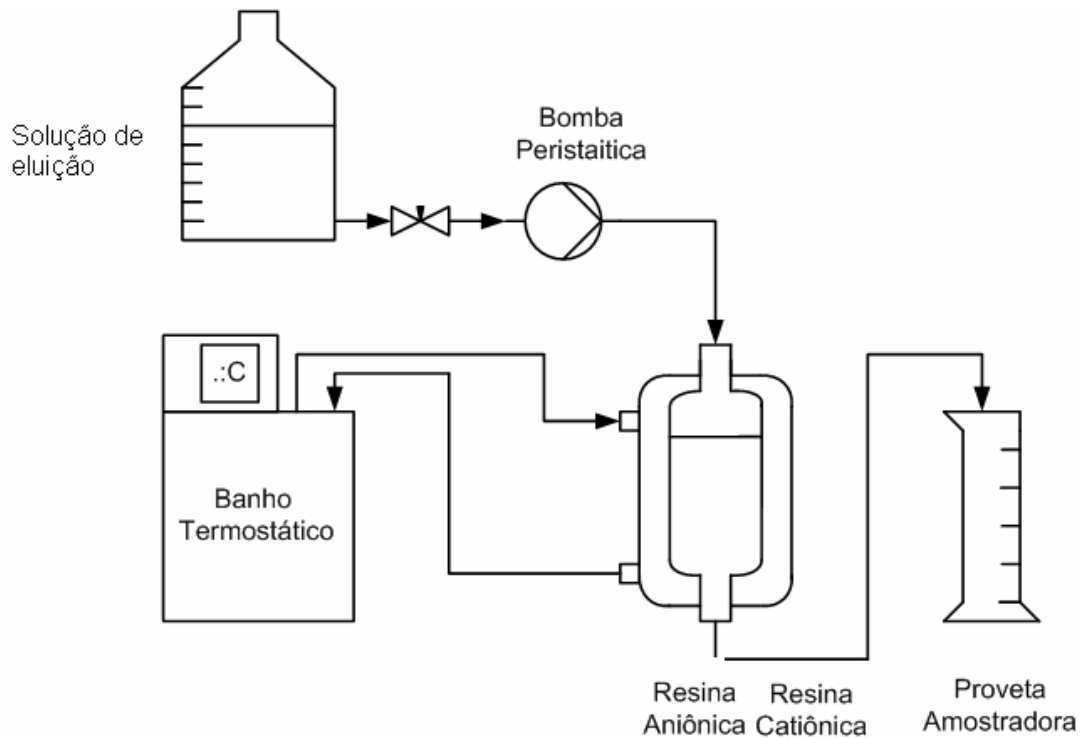 Solução de
eluição
Bomba
Peristaitica
.:C
Banho
Termostático
Resina
Aniônica
Resina
Catiônica
Proveta
Amostradora